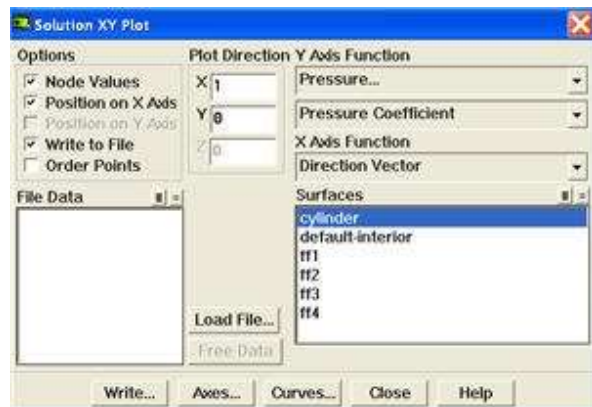 Solution XY Plot
Options
Node Values
Position on X Axis
Position on Y Axis
Write to File
Order Points
Plot Direction
X 1
Y 0
Z 0
Y Axis Function
Pressure...
Pressure Coefficient
X Axis Function
Direction Vector
File Data
Load File...
Free Data
Surfaces
cylinder
default-interior
ff1
ff2
ff3
ff4
Write... Axes... Curves... Close Help